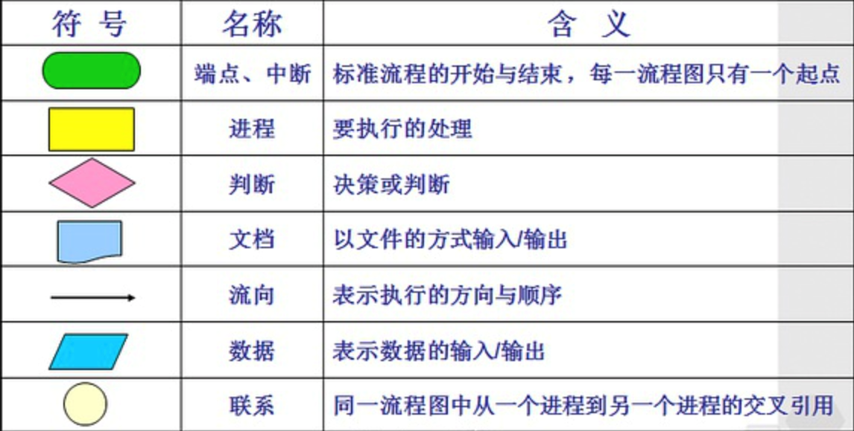 符 号 名称 含 义
端点、中断 标准流程的开始与结束，每一流程图只有一个起点
进程 要执行的处理
判断 决策或判断
文档 以文件的方式输入/输出
流向 表示执行的方向与顺序
数据 表示数据的输入/输出
联系 同一流程图中从一个进程到另一个进程的交叉引用